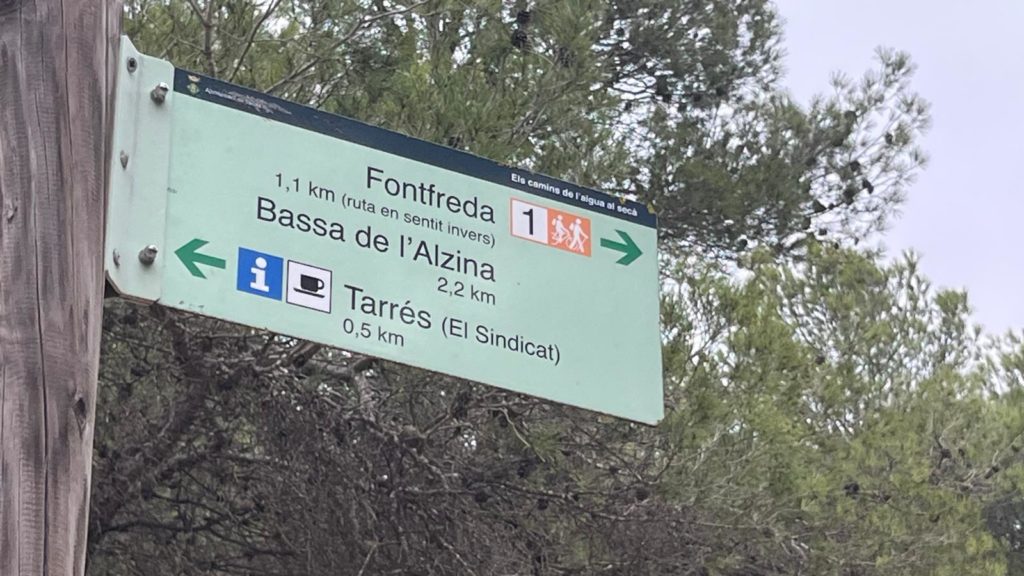 Els camins de l'aigua al secà
Fontfreda
1
1,1 km (ruta en sentit invers)
Bassa de l'Alzina
2,2 km
i
Tarrés (El Sindicat)
0,5 km